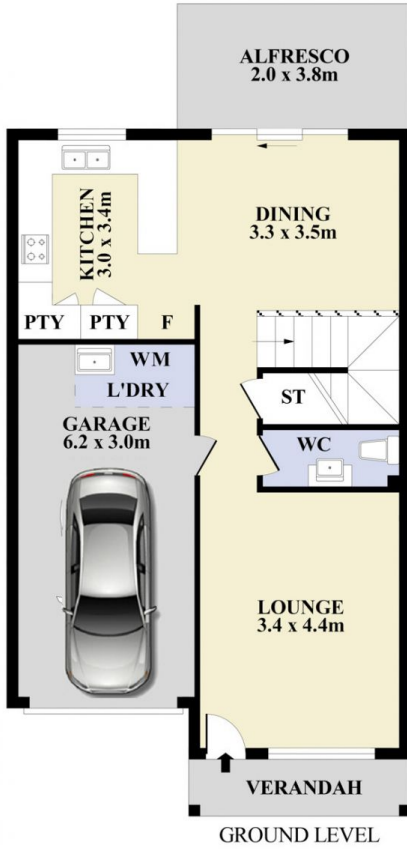 ALFRESCO
2.0 x 3.8m
KITCHEN
3.0 x 3.4m
DINING
3.3 x 3.5m
PTY
PTY
F
WM
L'DRY
ST
GARAGE
6.2 x 3.0m
WC
LOUNGE
3.4 x 4.4m
VERANDAH
GROUND LEVEL